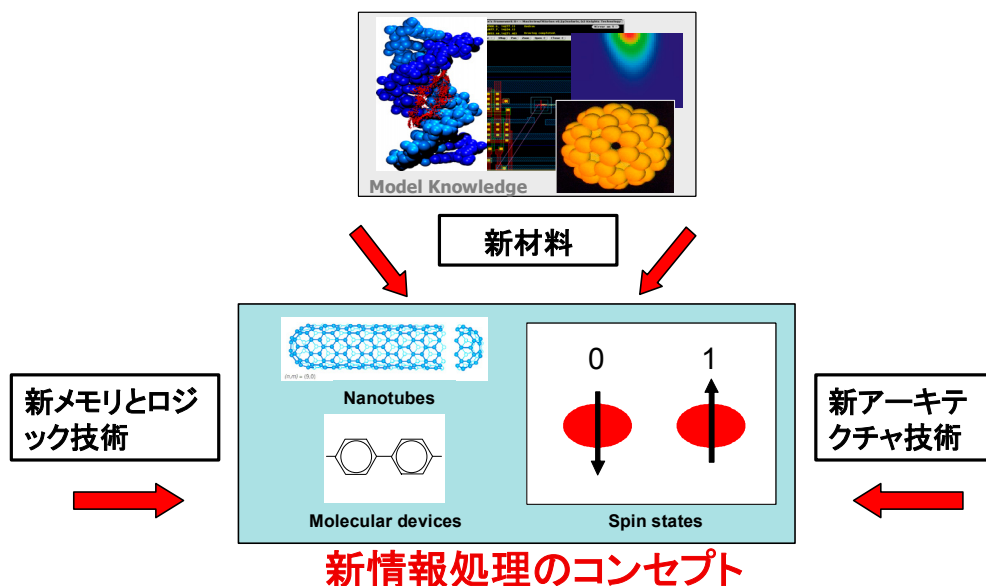 Model Knowledge
新材料
新メモリとロジ
ック技術
新アーキテ
クチャ技術
(n,m) = (9,6)
Nanotubes
Molecular devices
0
1
Spin states
新情報処理のコンセプト